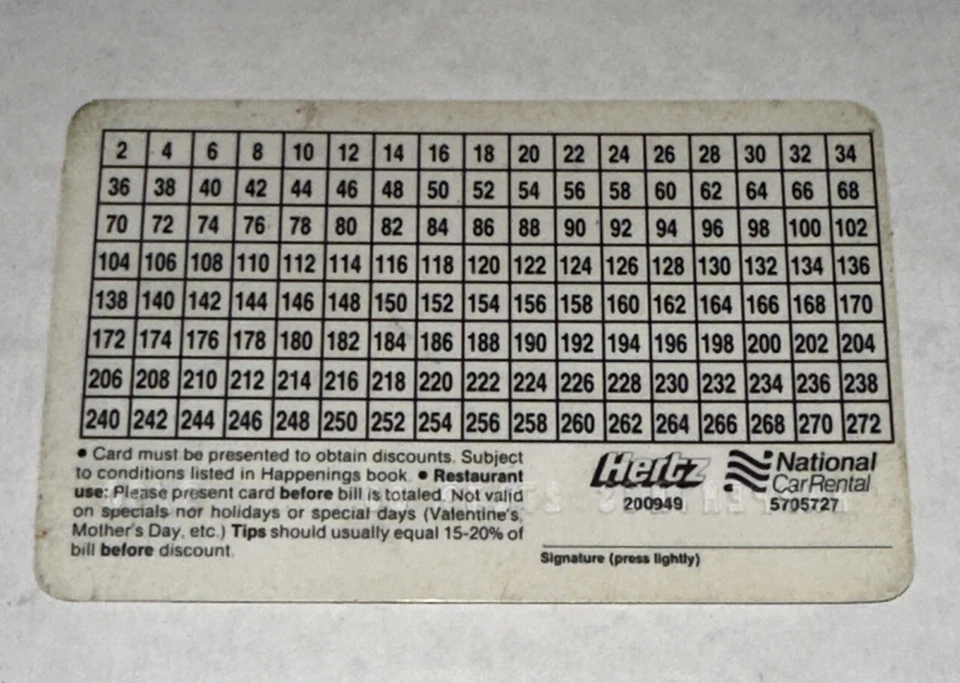 2 4 6 8 10 12 14 16 18 20 22 24 26 28 30 32 34
36 38 40 42 44 46 48 50 52 54 56 58 60 62 64 66 68
70 72 74 76 78 80 82 84 86 88 90 92 94 96 98 100 102
104 106 108 110 112 114 116 118 120 122 124 126 128 130 132 134 136
138 140 142 144 146 148 150 152 154 156 158 160 162 164 166 168 170
172 174 176 178 180 182 184 186 188 190 192 194 196 198 200 202 204
206 208 210 212 214 216 218 220 222 224 226 228 230 232 234 236 238
240 242 244 246 248 250 252 254 256 258 260 262 264 266 268 270 272
• Card must be presented to obtain discounts. Subject
to conditions listed in Happenings book. • Restaurant
use: Please present card before bill is totaled. Not valid
on specials nor holidays or special days (Valentine's,
Mother's Day, etc.) Tips should usually equal 15-20% of
bill before discount.
Hertz
200949
National
CarRental
5705727
Signature (press lightly)